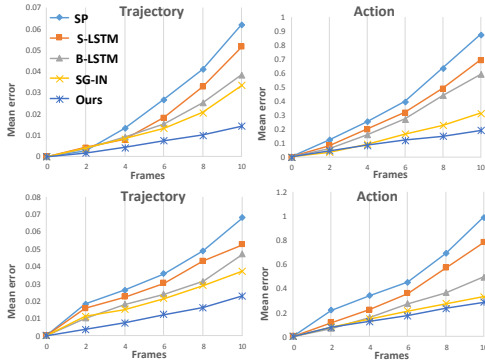 Trajectory
0.07
0.06
0.05
0.04
0.03
0.02
0.01
0
Mean error
SP
S-LSTM
B-LSTM
SG-IN
Ours
0 2 4 6 8 10
Frames
Action
1
0.9
0.8
0.7
0.6
0.5
0.4
0.3
0.2
0.1
0
Mean error
0 2 4 6 8 10
Frames
Trajectory
0.08
0.07
0.06
0.05
0.04
0.03
0.02
0.01
0
Mean error
0 2 4 6 8 10
Frames
Action
1.2
1
0.8
0.6
0.4
0.2
0
Mean error
0 2 4 6 8 10
Frames